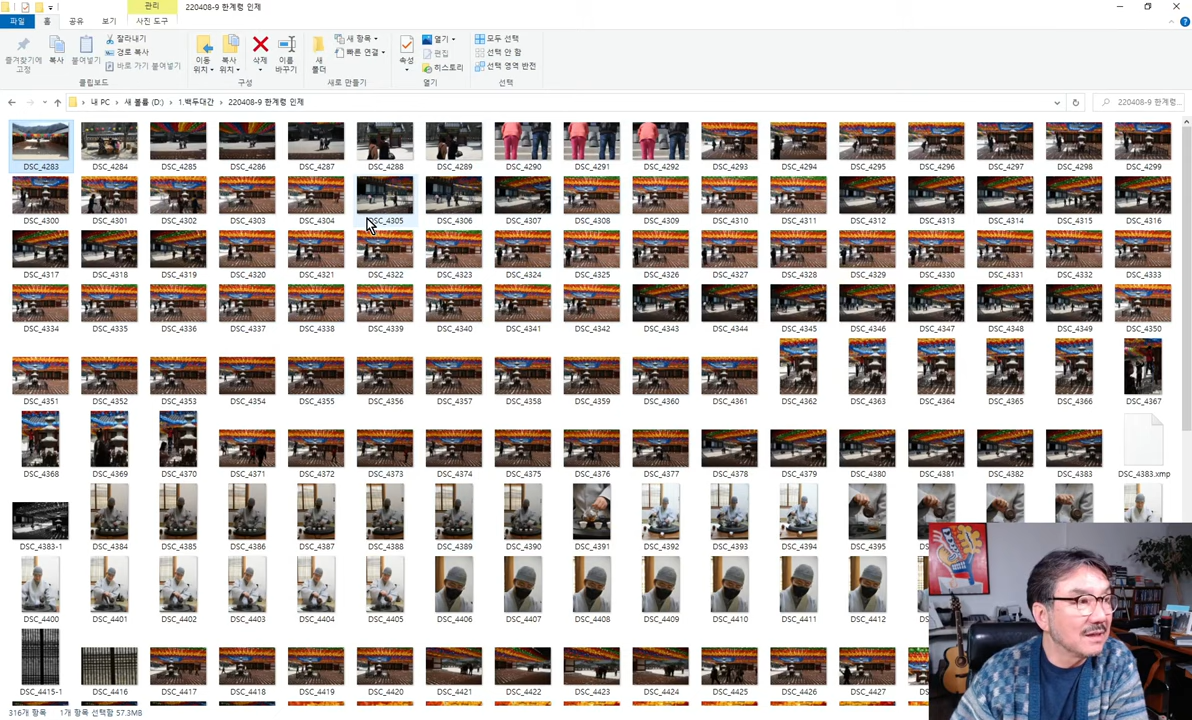 관리
220408-9 한계령 인제
파일 홈 공유 보기 사진 도구
즐겨찾기에 고정
복사
붙여넣기
잘라내기
경로 복사
바로 가기 붙여넣기
클립보드
이동 위치
복사 위치
삭제
이름 바꾸기
구성
새 폴더
새 항목
빠른 연결
새로 만들기
속성
열기
편집
히스토리
열기
모두 선택
선택 안 함
선택 영역 반전
선택
내 PC > 새 볼륨 (D:) > 1.백두대간 > 220408-9 한계령 인제
220408-9 한계령...
DSC_4283 DSC_4284 DSC_4285 DSC_4286 DSC_4287 DSC_4288 DSC_4289 DSC_4290 DSC_4291 DSC_4292 DSC_4293 DSC_4294 DSC_4295 DSC_4296 DSC_4297 DSC_4298 DSC_4299
DSC_4300 DSC_4301 DSC_4302 DSC_4303 DSC_4304 DSC_4305 DSC_4306 DSC_4307 DSC_4308 DSC_4309 DSC_4310 DSC_4311 DSC_4312 DSC_4313 DSC_4314 DSC_4315 DSC_4316
DSC_4317 DSC_4318 DSC_4319 DSC_4320 DSC_4321 DSC_4322 DSC_4323 DSC_4324 DSC_4325 DSC_4326 DSC_4327 DSC_4328 DSC_4329 DSC_4330 DSC_4331 DSC_4332 DSC_4333
DSC_4334 DSC_4335 DSC_4336 DSC_4337 DSC_4338 DSC_4339 DSC_4340 DSC_4341 DSC_4342 DSC_4343 DSC_4344 DSC_4345 DSC_4346 DSC_4347 DSC_4348 DSC_4349 DSC_4350
DSC_4351 DSC_4352 DSC_4353 DSC_4354 DSC_4355 DSC_4356 DSC_4357 DSC_4358 DSC_4359 DSC_4360 DSC_4361 DSC_4362 DSC_4363 DSC_4364 DSC_4365 DSC_4366 DSC_4367
DSC_4368 DSC_4369 DSC_4370 DSC_4371 DSC_4372 DSC_4373 DSC_4374 DSC_4375 DSC_4376 DSC_4377 DSC_4378 DSC_4379 DSC_4380 DSC_4381 DSC_4382 DSC_4383 DSC_4383.xmp
DSC_4383-1 DSC_4384 DSC_4385 DSC_4386 DSC_4387 DSC_4388 DSC_4389 DSC_4390 DSC_4391 DSC_4392 DSC_4393 DSC_4394 DSC_4395
DSC_4400 DSC_4401 DSC_4402 DSC_4403 DSC_4404 DSC_4405 DSC_4406 DSC_4407 DSC_4408 DSC_4409 DSC_4410 DSC_4411 DSC_4412
DSC_4415-1 DSC_4416 DSC_4417 DSC_4418 DSC_4419 DSC_4420 DSC_4421 DSC_4422 DSC_4423 DSC_4424 DSC_4425 DSC_4426 DSC_4427
316개 항목 1개 항목 선택함 57.3MB